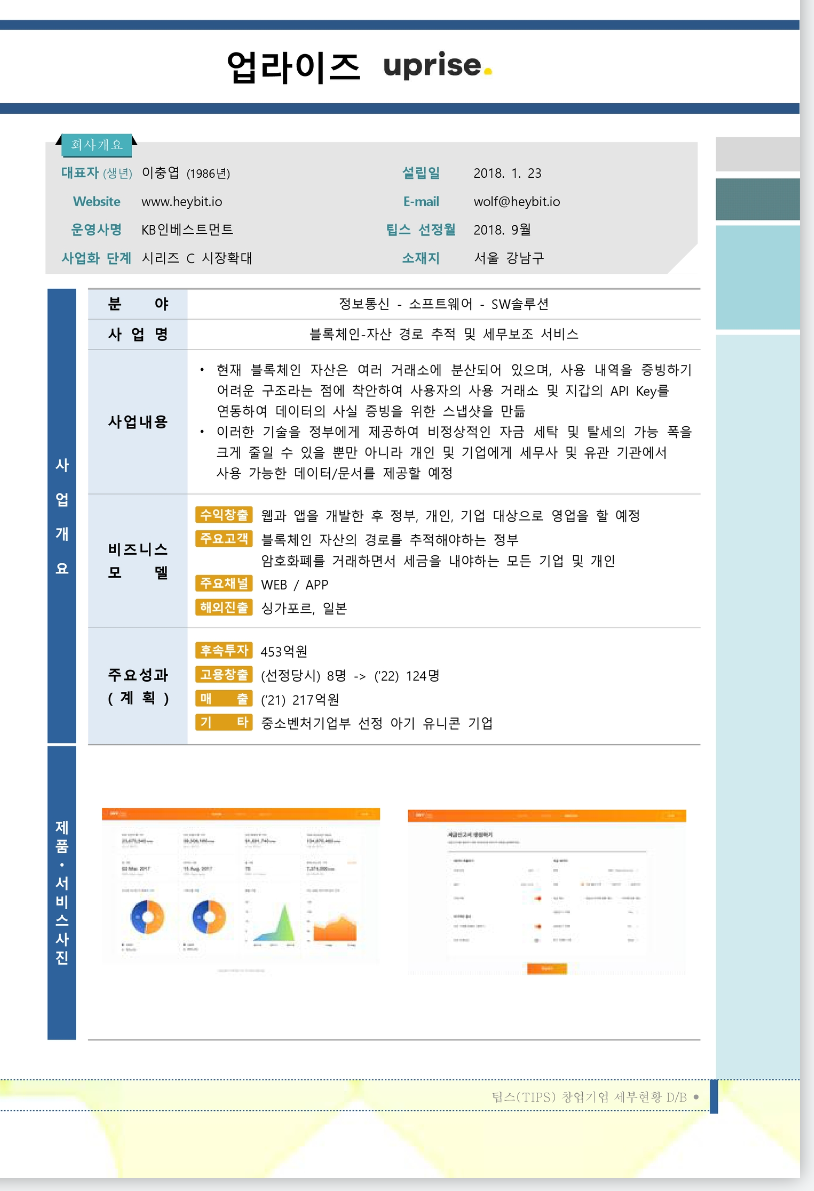 업라이즈 uprise.
회사개요
대표자 (생년) 이충엽 (1986년) 설립일 2018. 1. 23
Website www.heybit.io E-mail wolf@heybit.io
운영사명 KB인베스트먼트 팁스 선정월 2018. 9월
사업화 단계 시리즈 C 시장확대 소재지 서울 강남구
사업개요
분 야 정보통신 - 소프트웨어 - SW솔루션
사 업 명 블록체인-자산 경로 추적 및 세무보조 서비스
사업내용
• 현재 블록체인 자산은 여러 거래소에 분산되어 있으며, 사용 내역을 증빙하기
어려운 구조라는 점에 착안하여 사용자의 사용 거래소 및 지갑의 API Key를
연동하여 데이터의 사실 증빙을 위한 스냅샷을 만듦
• 이러한 기술을 정부에게 제공하여 비정상적인 자금 세탁 및 탈세의 가능 폭을
크게 줄일 수 있을 뿐만 아니라 개인 및 기업에게 세무사 및 유관 기관에서
사용 가능한 데이터/문서를 제공할 예정
비즈니스
모 델
수익창출 웹과 앱을 개발한 후 정부, 개인, 기업 대상으로 영업을 할 예정
주요고객 블록체인 자산의 경로를 추적해야하는 정부
암호화폐를 거래하면서 세금을 내야하는 모든 기업 및 개인
주요채널 WEB / APP
해외진출 싱가포르, 일본
주요성과
( 계 획 )
후속투자 453억원
고용창출 (선정당시) 8명 -> ('22) 124명
매 출 ('21) 217억원
기 타 중소벤처기업부 선정 아기 유니콘 기업
제품·서비스사진
02 Mar, 2017
15 Aug, 2017
70
세금신고서 생성하기
팁스(TIPS) 창업기업 세부현황 D/B •